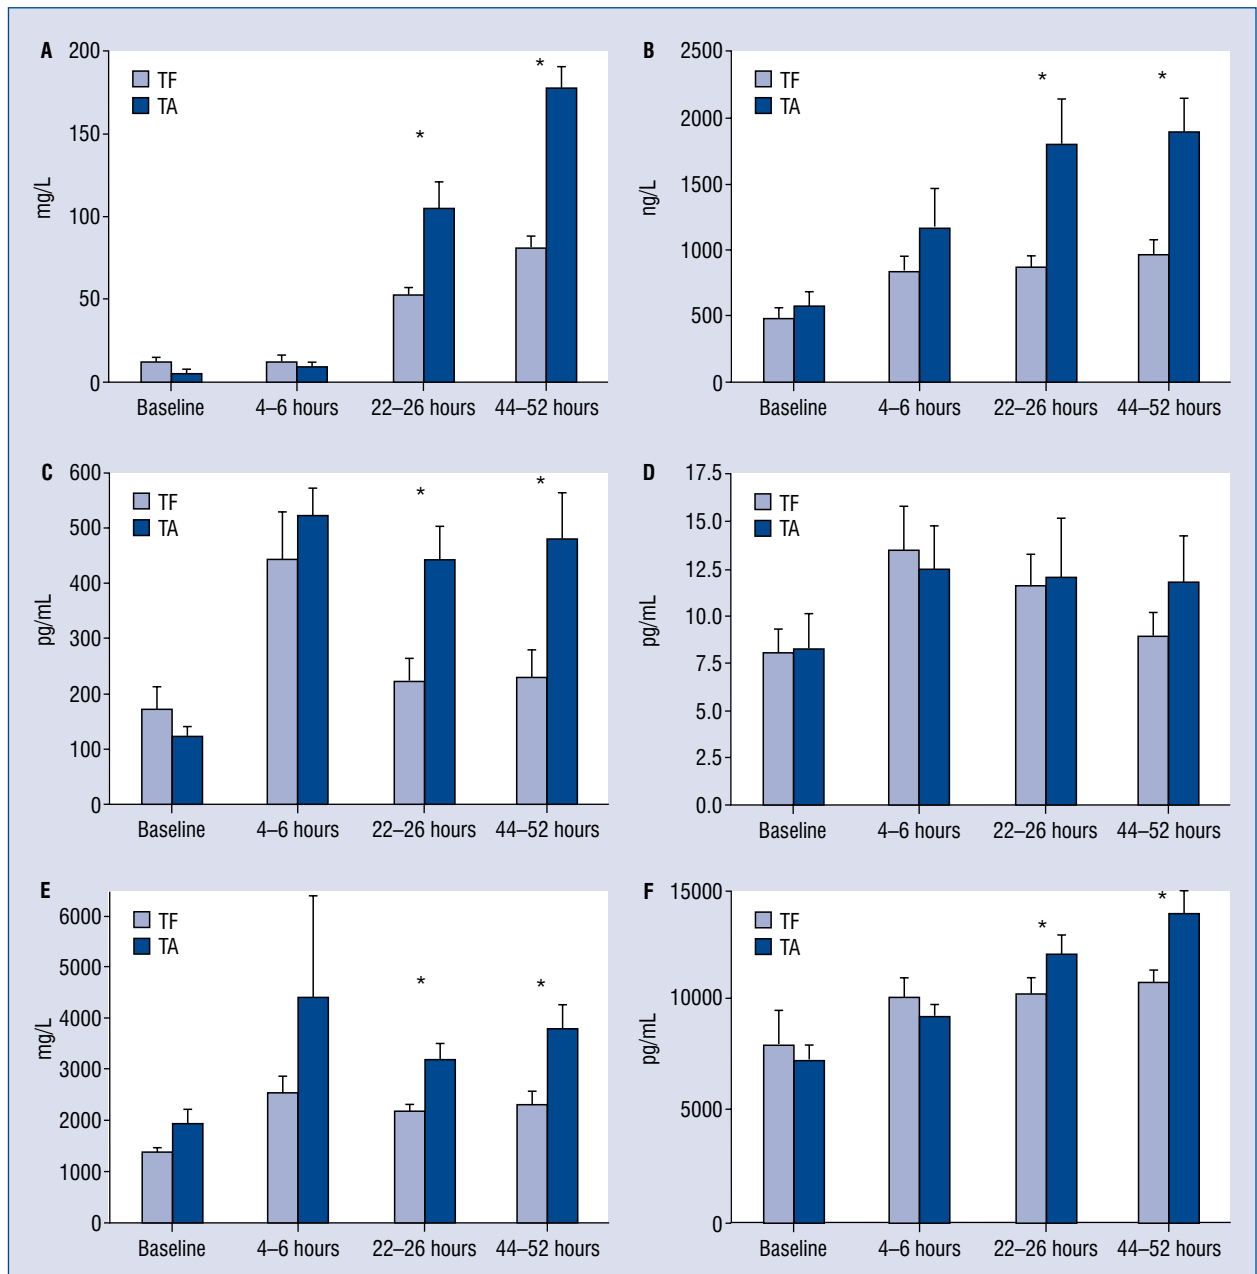 A
200
150
100
50
0
mg/L
TF
TA
*
*
Baseline 4–6 hours 22–26 hours 44–52 hours
B
2500
2000
1500
1000
500
0
ng/L
TF
TA
*
*
Baseline 4–6 hours 22–26 hours 44–52 hours
C
600
500
400
300
200
100
0
pg/mL
TF
TA
*
*
Baseline 4–6 hours 22–26 hours 44–52 hours
D
17.5
15.0
12.5
10.0
7.5
5.0
2.5
0.0
pg/mL
TF
TA
Baseline 4–6 hours 22–26 hours 44–52 hours
E
6000
5000
4000
3000
2000
1000
0
mg/L
TF
TA
*
*
Baseline 4–6 hours 22–26 hours 44–52 hours
F
15000
10000
5000
0
pg/mL
TF
TA
*
*
Baseline 4–6 hours 22–26 hours 44–52 hours